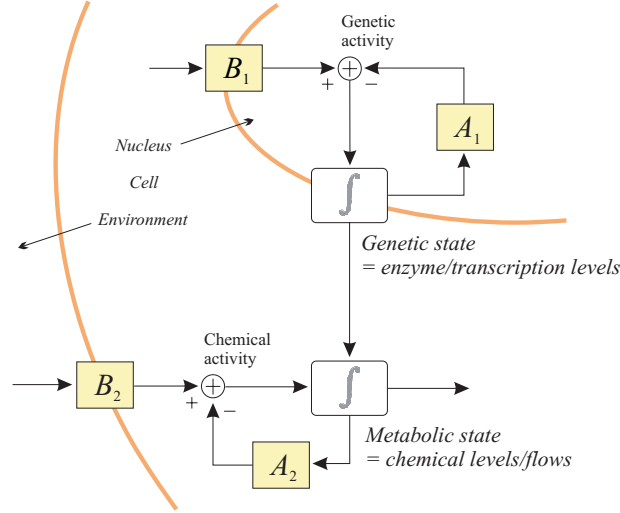 Genetic
activity
B1
+
−
A1
Nucleus
Cell
Environment
∫
Genetic state
= enzyme/transcription levels
Chemical
activity
B2
+
−
∫
A2
Metabolic state
= chemical levels/flows